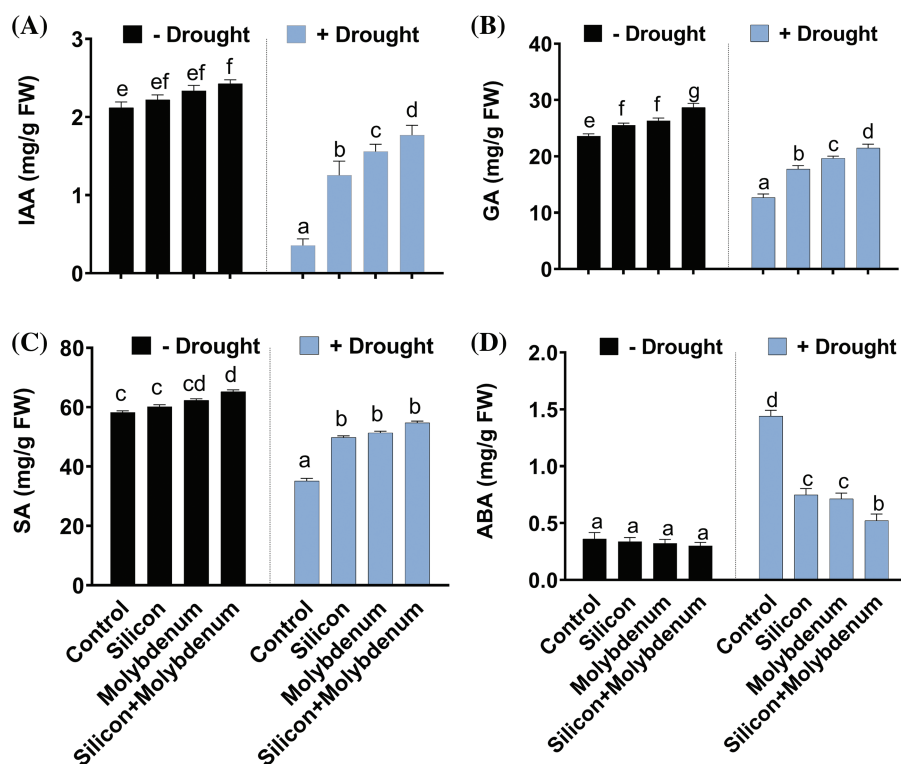 (A)
- Drought + Drought
IAA (mg/g FW)
3
2
1
0
e ef ef f a b c d
(B)
- Drought + Drought
GA (mg/g FW)
40
30
20
10
0
e f f g a b c d
(C)
- Drought + Drought
SA (mg/g FW)
80
60
40
20
0
c c cd d a b b b
Control
Silicon
Molybdenum
Silicon+Molybdenum
Control
Silicon
Molybdenum
Silicon+Molybdenum
(D)
- Drought + Drought
ABA (mg/g FW)
2.0
1.5
1.0
0.5
0.0
a a a a d c c b
Control
Silicon
Molybdenum
Silicon+Molybdenum
Control
Silicon
Molybdenum
Silicon+Molybdenum